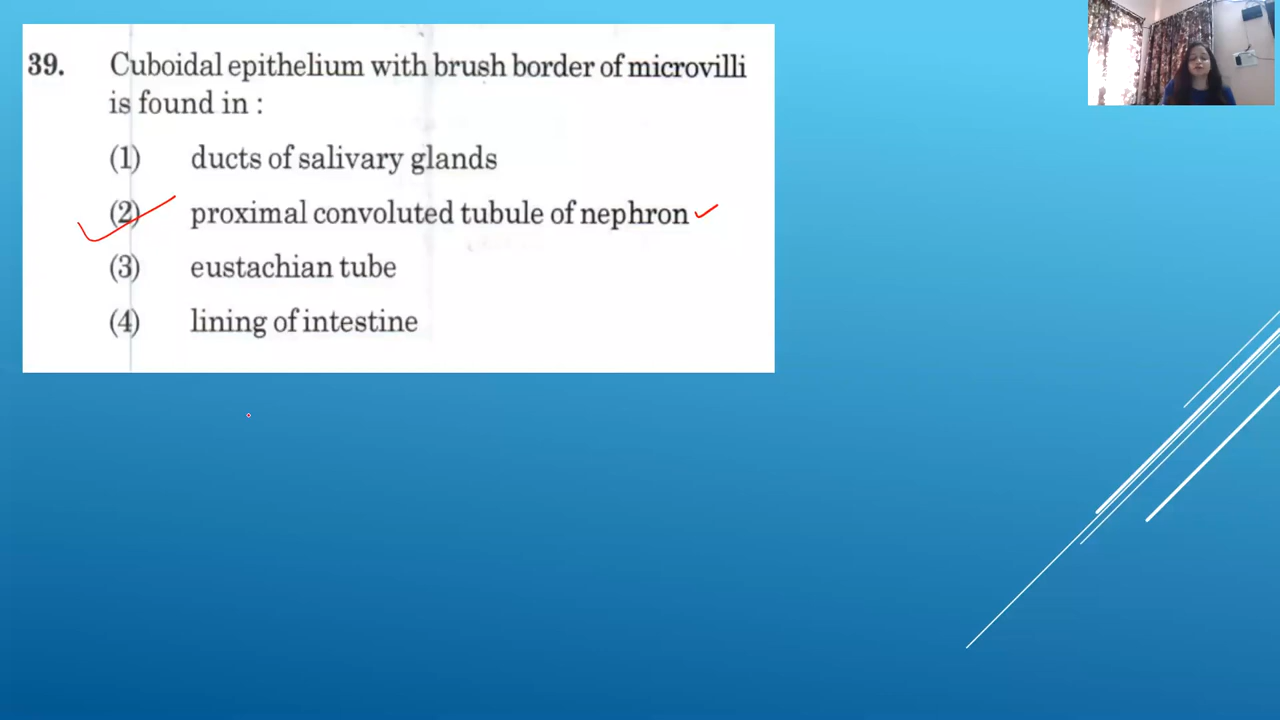 39. Cuboidal epithelium with brush border of microvilli
is found in :
(1) ducts of salivary glands
(2) proximal convoluted tubule of nephron
(3) eustachian tube
(4) lining of intestine